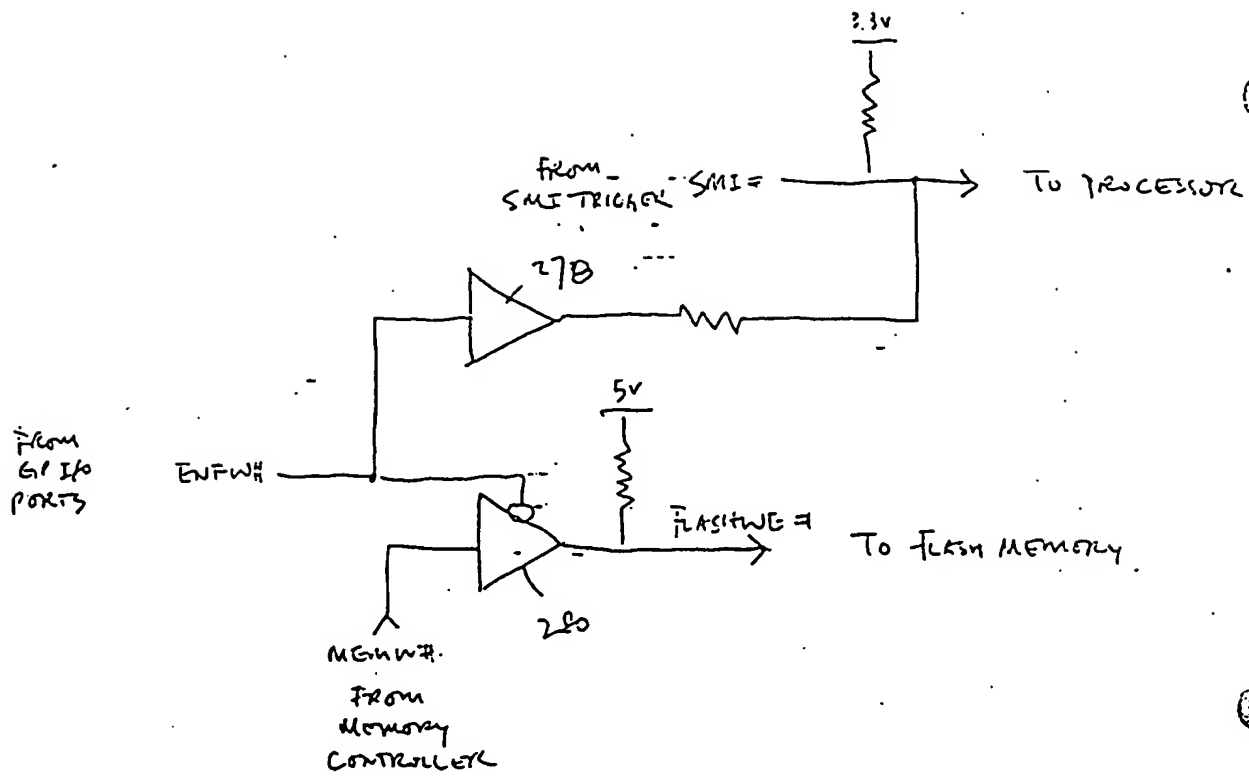 3.3V
FROM
SMI TRIGGER
SMI#
TO PROCESSOR
278
5V
FROM
GP I/O
PORTS
ENFW#
FLASHWE#
TO FLASH MEMORY
280
MEMW#
FROM
MEMORY
CONTROLLER